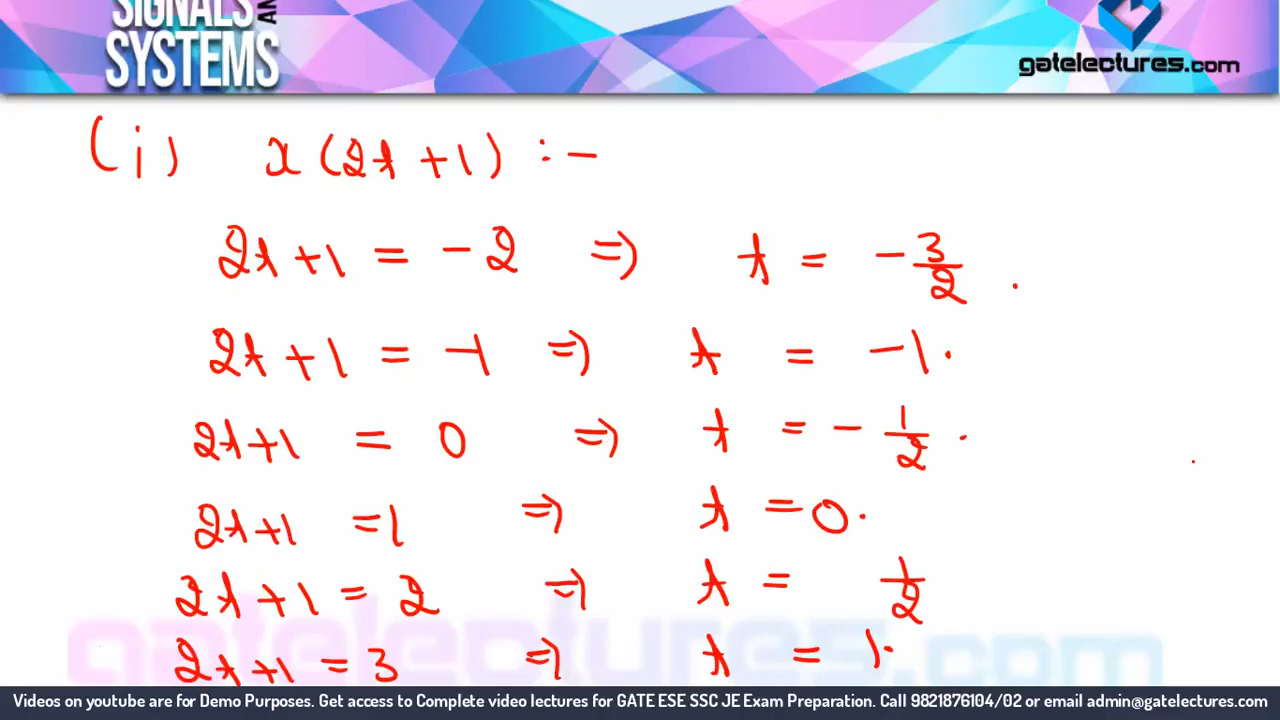 SIGNALS AND
SYSTEMS
gatelectures.com
(i) x(2t+1) :-
2t+1 = -2 ⇒ t = -3/2.
2t+1 = -1 ⇒ t = -1.
2t+1 = 0 ⇒ t = -1/2.
2t+1 =1 ⇒ t =0.
2t+1 = 2 ⇒ t = 1/2
2t+1 = 3 ⇒ t = 1.
gatelectures.com
Videos on youtube are for Demo Purposes. Get access to Complete video lectures for GATE ESE SSC JE Exam Preparation. Call 9821876104/02 or email admin@gatelectures.com